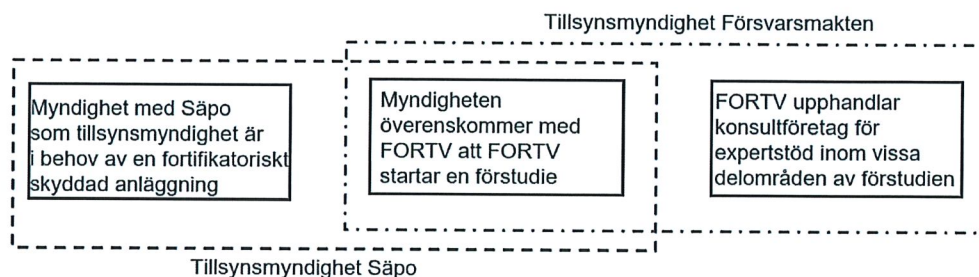 Tillsynsmyndighet Försvarsmakten
Myndighet med Säpo
som tillsynsmyndighet är
i behov av en fortifikatoriskt
skyddad anläggning
Myndigheten
överenskommer med
FORTV att FORTV
startar en förstudie
FORTV upphandlar
konsultföretag för
expertstöd inom vissa
delområden av förstudien
Tillsynsmyndighet Säpo